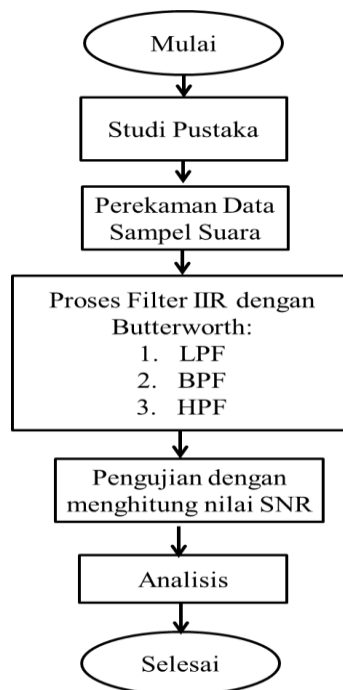 Mulai
Studi Pustaka
Perekaman Data
Sampel Suara
Proses Filter IIR dengan
Butterworth:
1. LPF
2. BPF
3. HPF
Pengujian dengan
menghitung nilai SNR
Analisis
Selesai